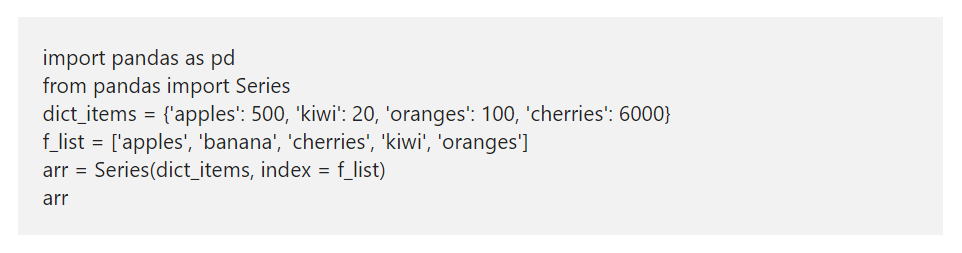 import pandas as pd
from pandas import Series
dict_items = {'apples': 500, 'kiwi': 20, 'oranges': 100, 'cherries': 6000}
f_list = ['apples', 'banana', 'cherries', 'kiwi', 'oranges']
arr = Series(dict_items, index = f_list)
arr